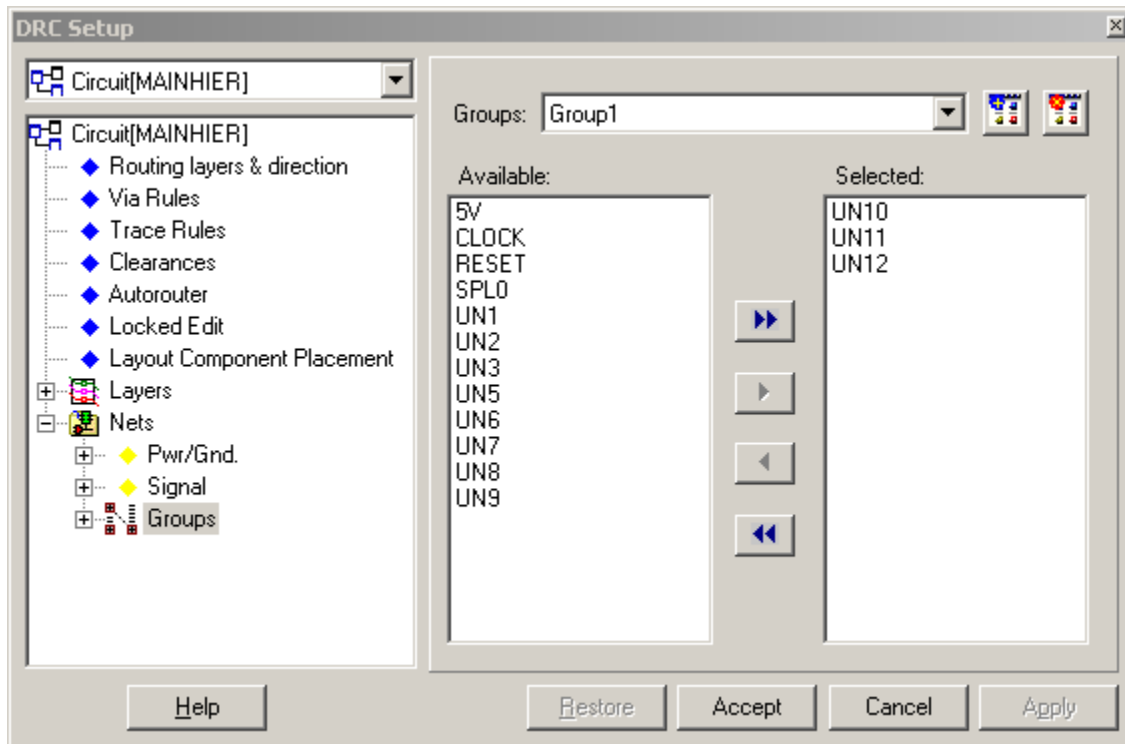 DRC Setup
Circuit[MAINHIER]
Circuit[MAINHIER]
Routing layers & direction
Via Rules
Trace Rules
Clearances
Autorouter
Locked Edit
Layout Component Placement
Layers
Nets
Pwr/Gnd.
Signal
Groups
Groups: Group1
Available:
5V
CLOCK
RESET
SPL0
UN1
UN2
UN3
UN5
UN6
UN7
UN8
UN9
Selected:
UN10
UN11
UN12
Help Restore Accept Cancel Apply